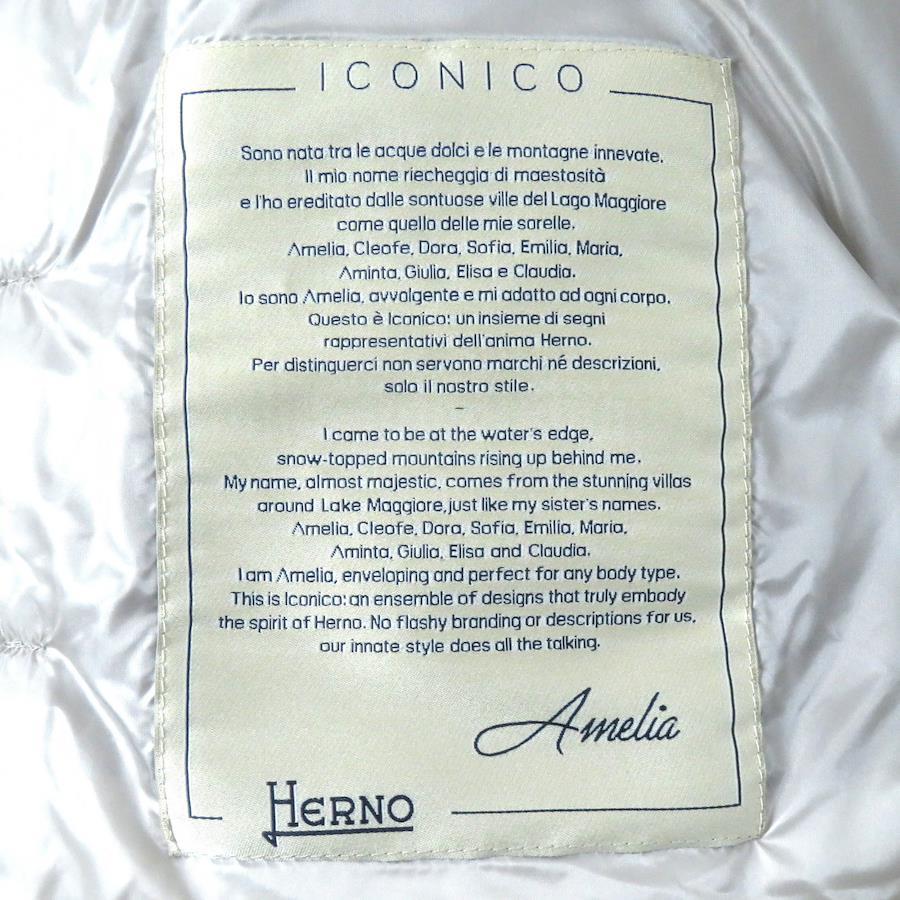 ICONICO
Sono nata tra le acque dolci e le montagne innevate.
Il mio nome riecheggia di maestosità
e l'ho ereditato dalle sontuose ville del Lago Maggiore
come quello delle mie sorelle.
Amelia, Cleofe, Dora, Sofia, Emilia, Maria,
Aminta, Giulia, Elisa e Claudia.
Io sono Amelia, avvolgente e mi adatto ad ogni corpo.
Questo è Iconico: un insieme di segni
rappresentativi dell'anima Herno.
Per distinguerci non servono marchi né descrizioni,
solo il nostro stile.
-
I came to be at the water's edge,
snow-topped mountains rising up behind me.
My name, almost majestic, comes from the stunning villas
around Lake Maggiore, just like my sister's names.
Amelia, Cleofe, Dora, Sofia, Emilia, Maria,
Aminta, Giulia, Elisa and Claudia.
I am Amelia, enveloping and perfect for any body type.
This is Iconico: an ensemble of designs that truly embody
the spirit of Herno. No flashy branding or descriptions for us,
our innate style does all the talking.
Amelia
HERNO